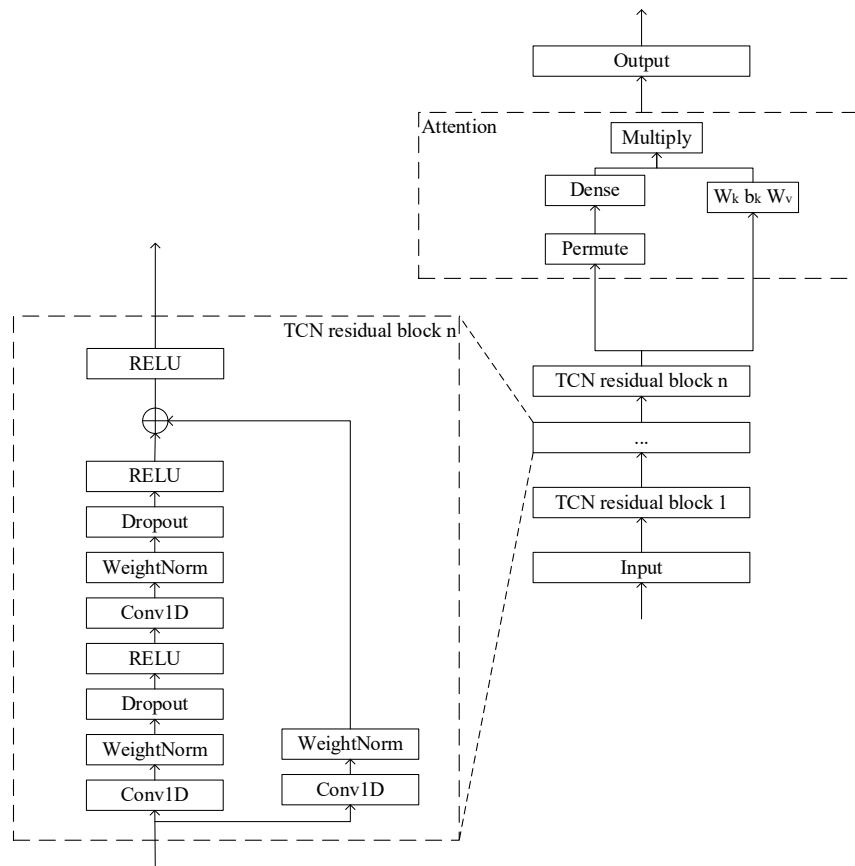 Output
Attention
Multiply
Dense
Wk bk Wv
Permute
TCN residual block n
RELU
TCN residual block n
...
RELU
TCN residual block 1
Dropout
WeightNorm
Input
Conv1D
RELU
Dropout
WeightNorm
WeightNorm
Conv1D
Conv1D